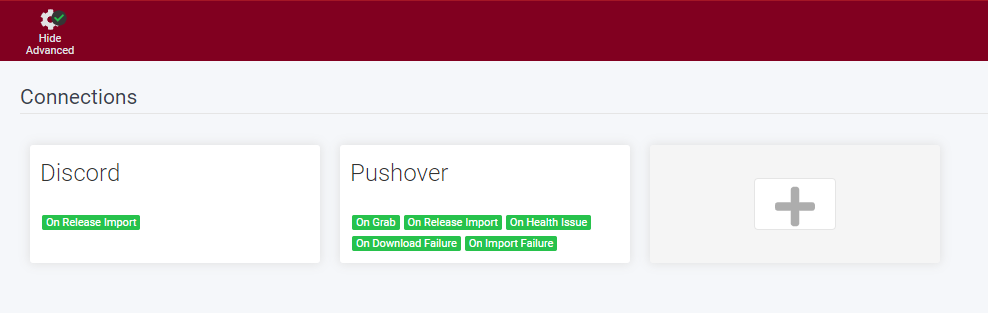 Hide
Advanced
Connections
Discord
On Release Import
Pushover
On Grab On Release Import On Health Issue
On Download Failure On Import Failure